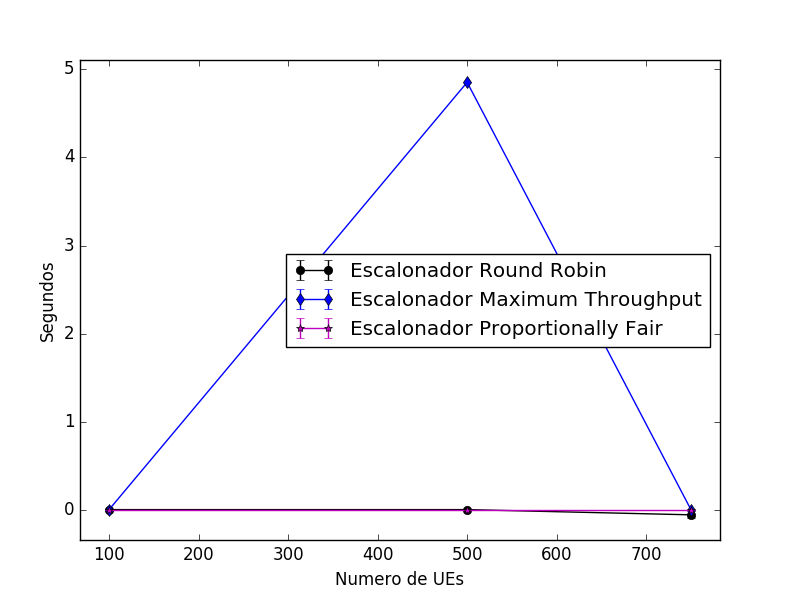 5
4
3
2
1
0
Segundos
Escalonador Round Robin
Escalonador Maximum Throughput
Escalonador Proportionally Fair
100 200 300 400 500 600 700
Numero de UEs